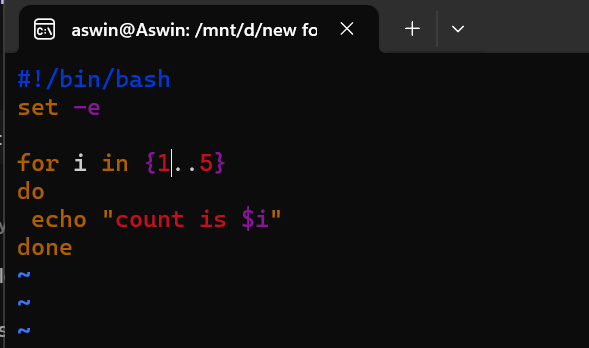 aswin@Aswin: /mnt/d/new fo
#!/bin/bash
set -e
for i in {1..5}
do
 echo "count is $i"
done
~
~
~